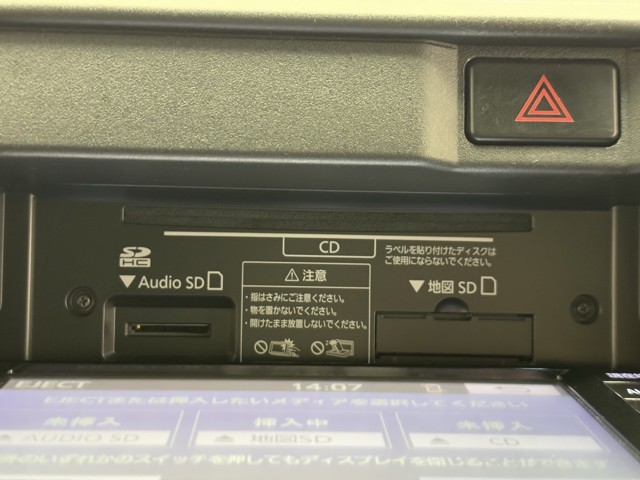 CD
ラベルを貼り付けたディスクは
ご使用にならないでください。
SD
HC
▼Audio SD
⚠注意
・指はさみにご注意ください。
・物を置かないでください。
・開けたまま放置しないでください。
▼地図 SD
EJECT
14:07
EJECTまたは挿入したいメディアを選択してください
未挿入
挿入中
未挿入
AUDIO SD
地図SD
CD
のいずれかのスイッチを押してもディスプレイを閉じることができます